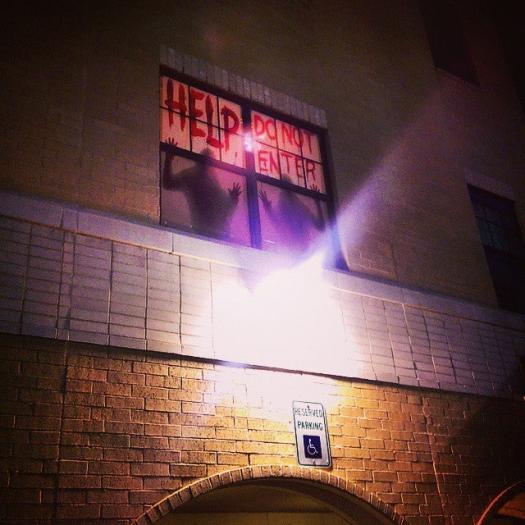 HELP
DO NOT
ENTER
RESERVED
PARKING